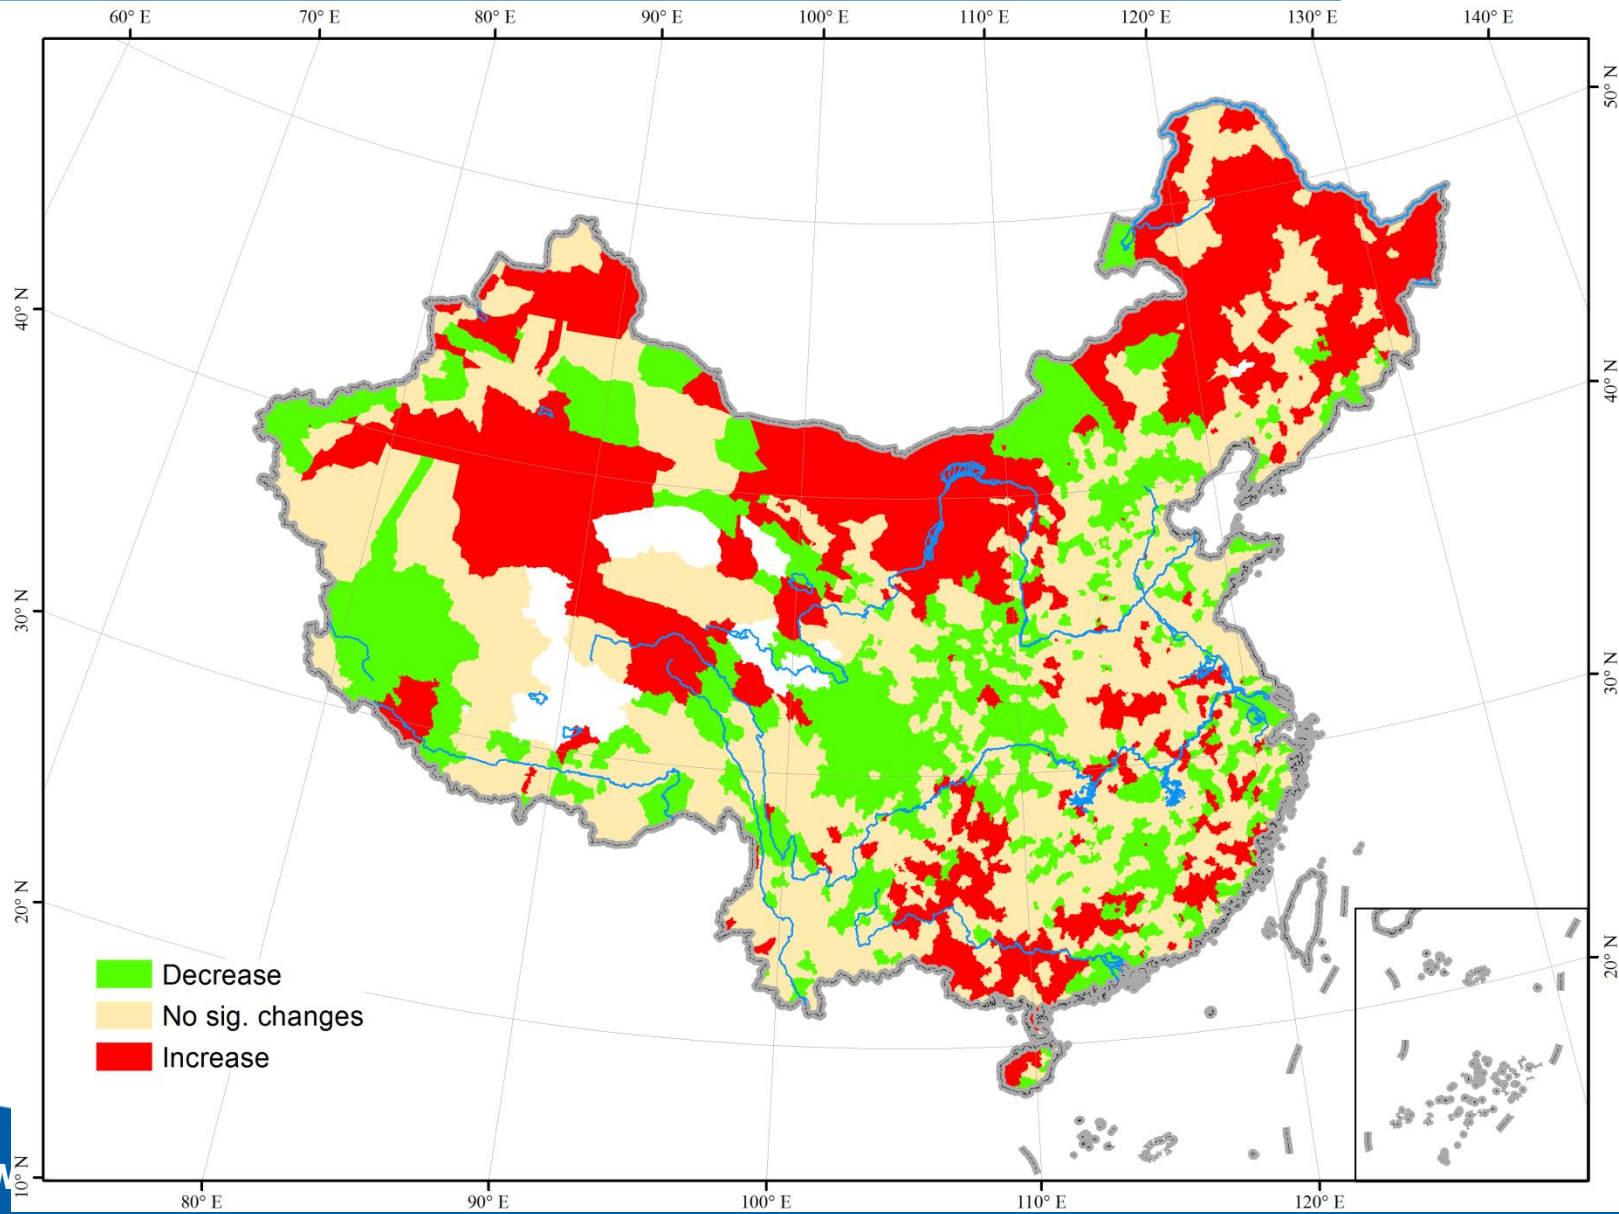 60° E 70° E 80° E 90° E 100° E 110° E 120° E 130° E 140° E
50° N
40° N
40° N
30° N
30° N
20° N
20° N
10° N
Decrease
No sig. changes
Increase
W
80° E 90° E 100° E 110° E 120° E